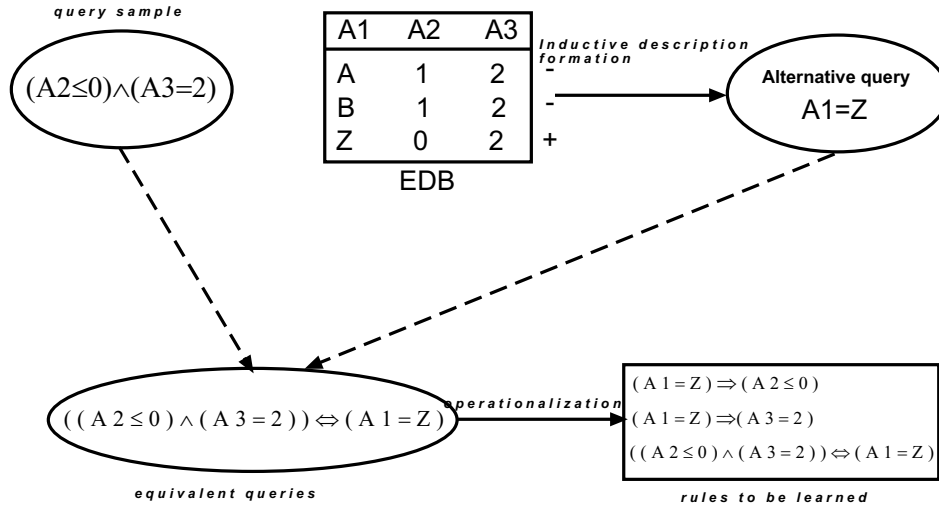 query sample
(A2≤0)∧(A3=2)
A1 A2 A3
A 1 2 -
B 1 2 -
Z 0 2 +
EDB
Inductive description
formation
Alternative query
A1=Z
((A2≤0)∧(A3=2))⇔(A1=Z)
equivalent queries
operationalization
(A1=Z)⇒(A2≤0)
(A1=Z)⇒(A3=2)
((A2≤0)∧(A3=2))⇔(A1=Z)
rules to be learned